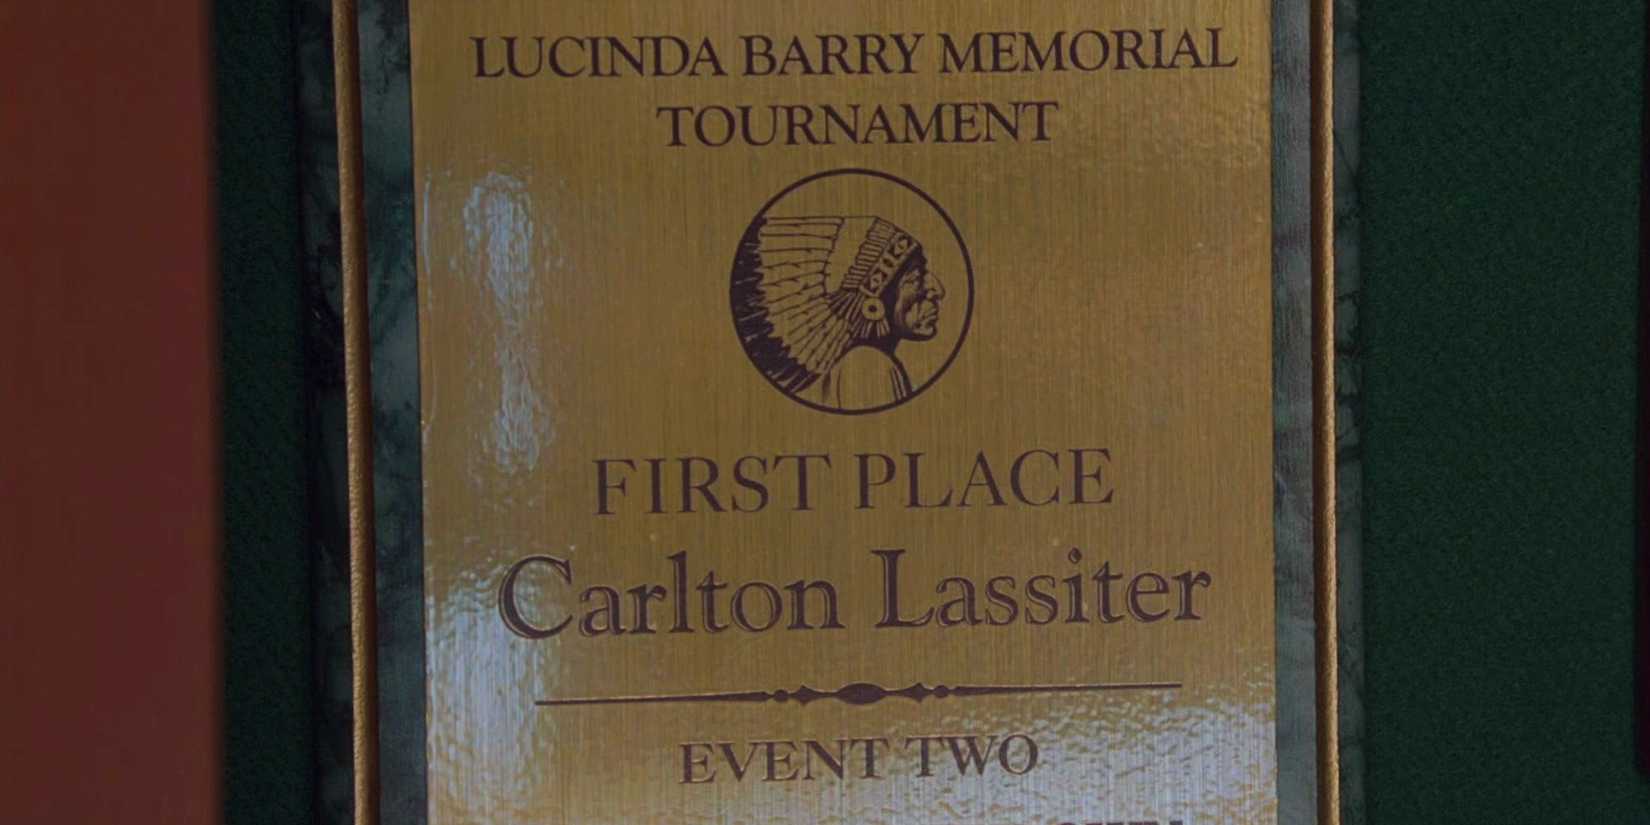 LUCINDA BARRY MEMORIAL
TOURNAMENT
FIRST PLACE
Carlton Lassiter
EVENT TWO